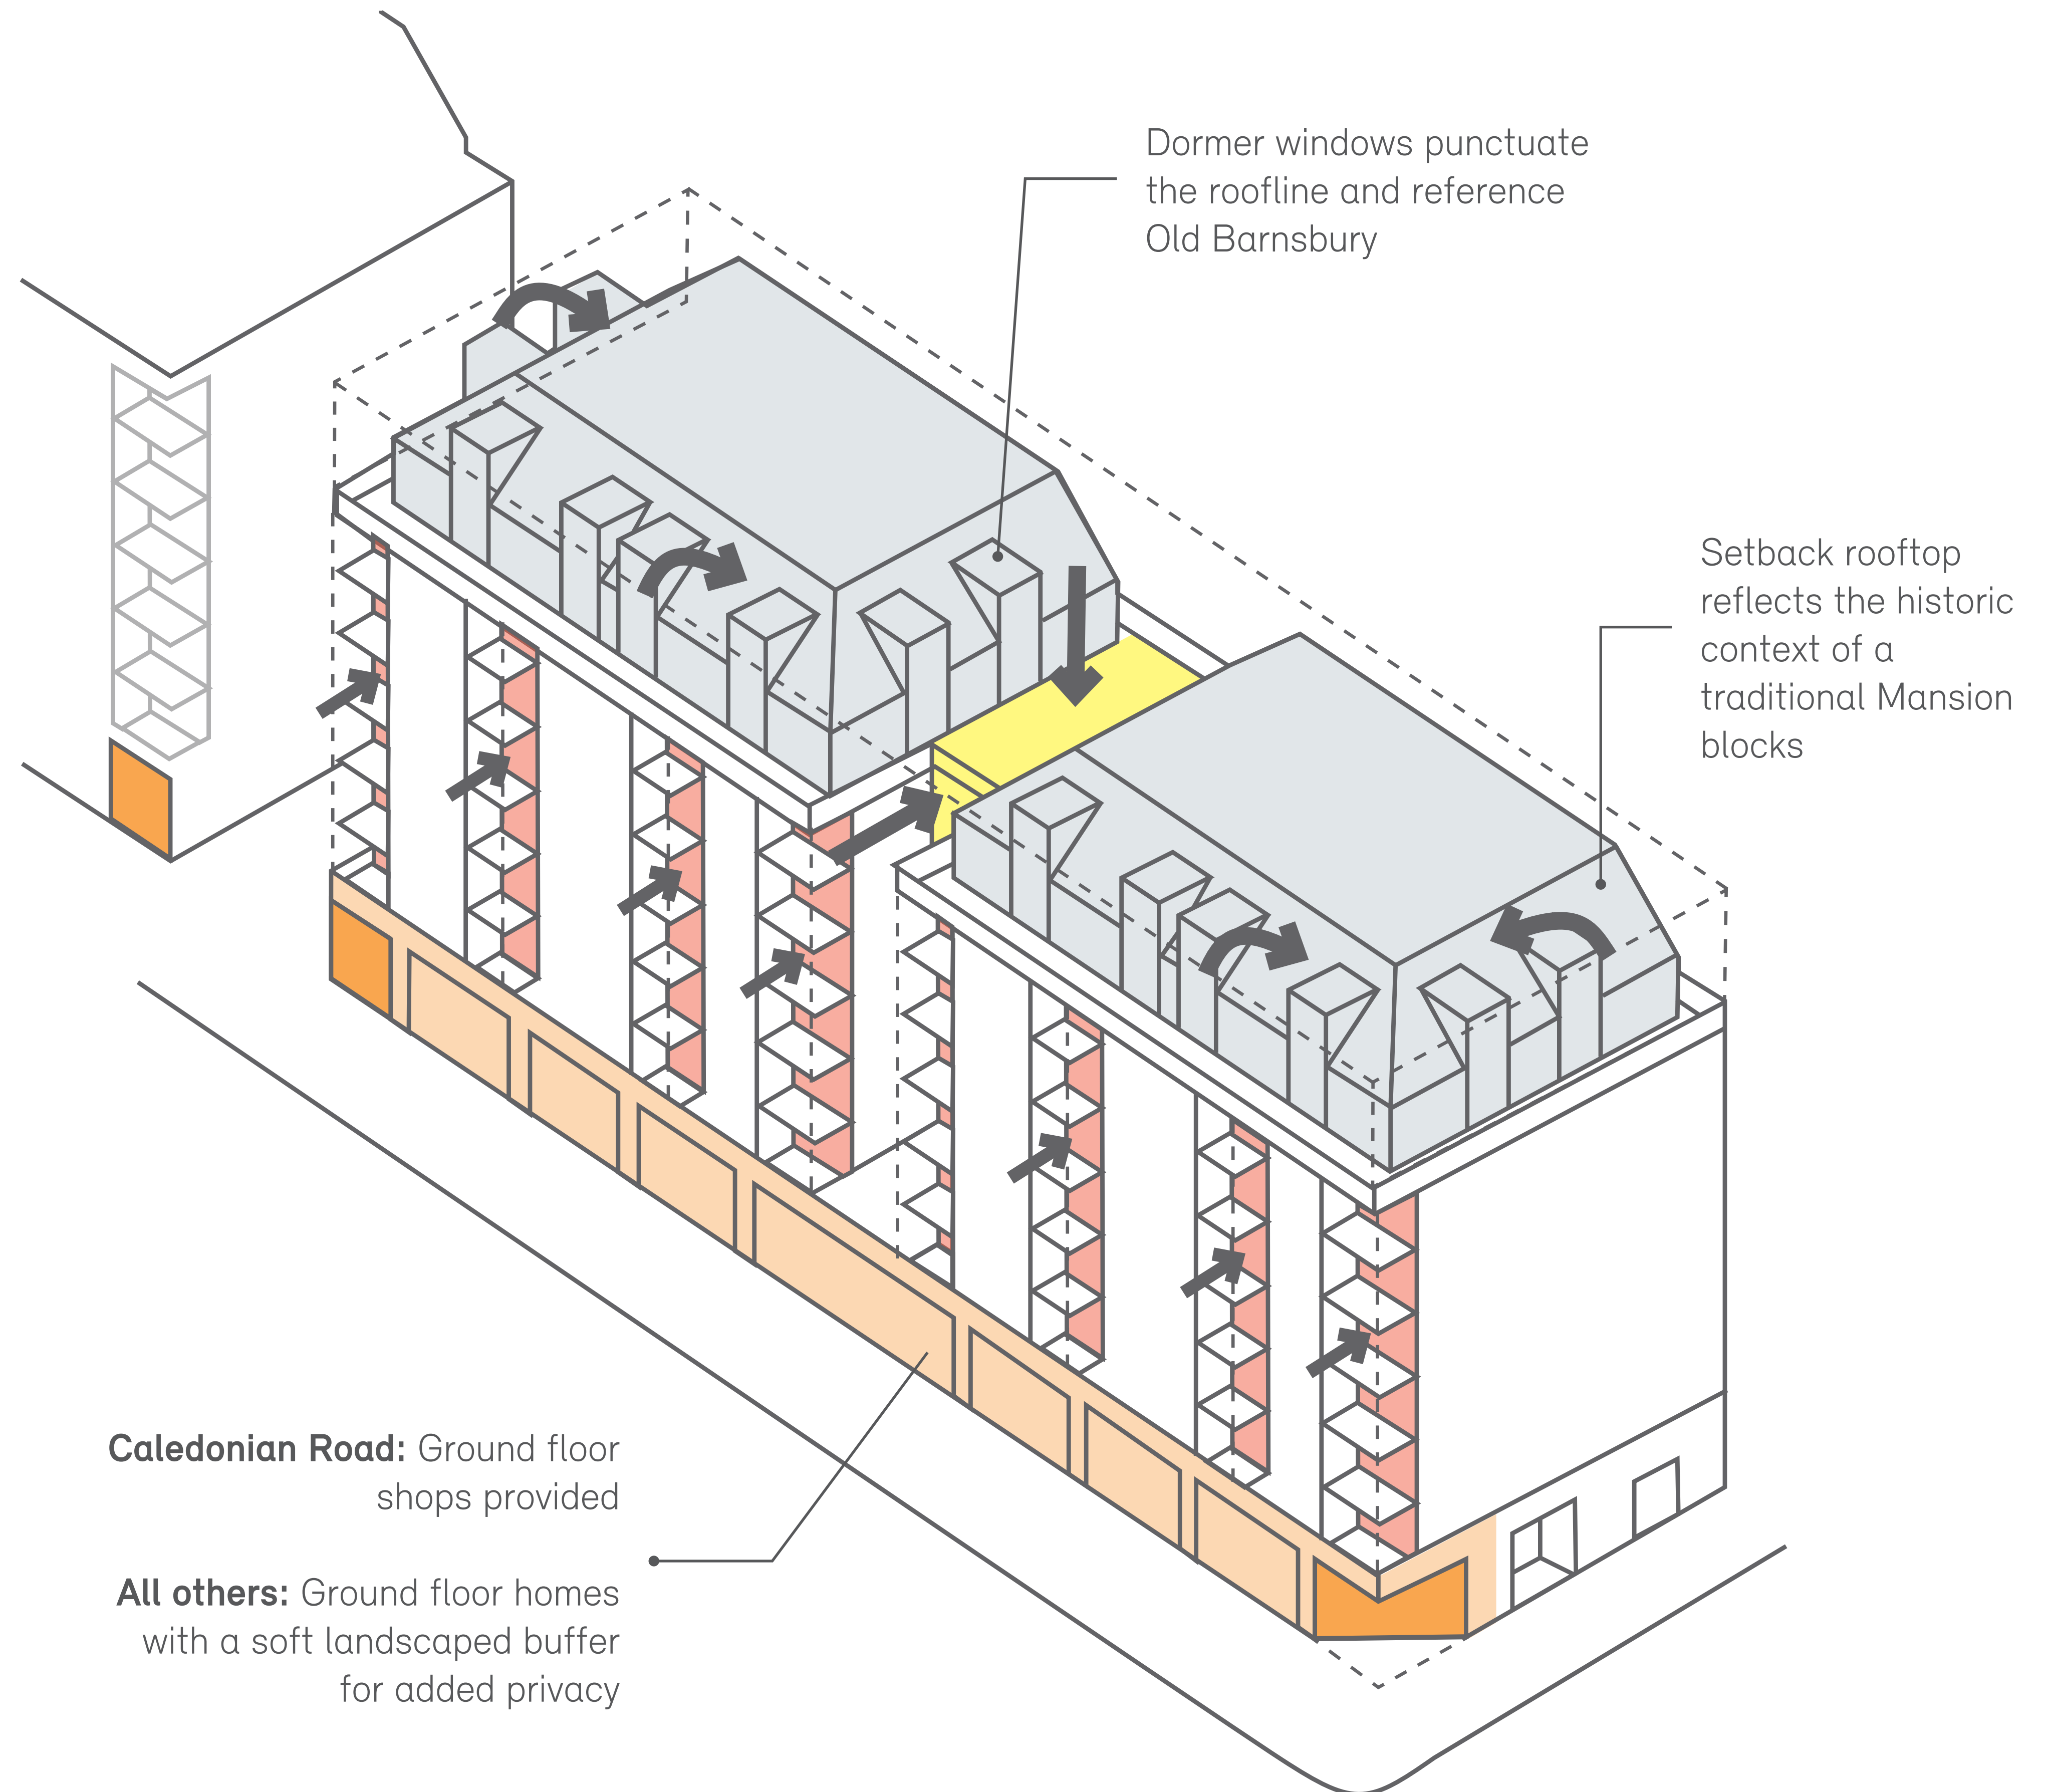 Dormer windows punctuate
the roofline and reference
Old Barnsbury
Setback rooftop
reflects the historic
context of a
traditional Mansion
blocks
Caledonian Road: Ground floor
shops provided
All others: Ground floor homes
with a soft landscaped buffer
for added privacy